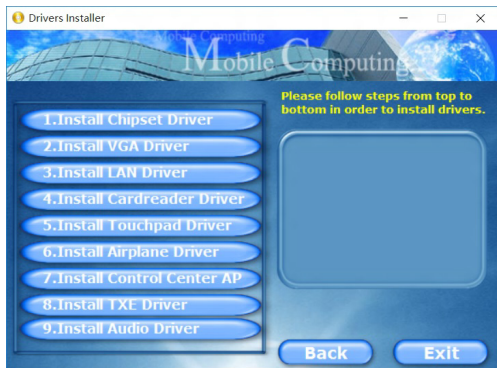 Drivers Installer
Mobile Computing
Mobile Computing
Please follow steps from top to
bottom in order to install drivers.
1.Install Chipset Driver
2.Install VGA Driver
3.Install LAN Driver
4.Install Cardreader Driver
5.Install Touchpad Driver
6.Install Airplane Driver
7.Install Control Center AP
8.Install TXE Driver
9.Install Audio Driver
Back
Exit